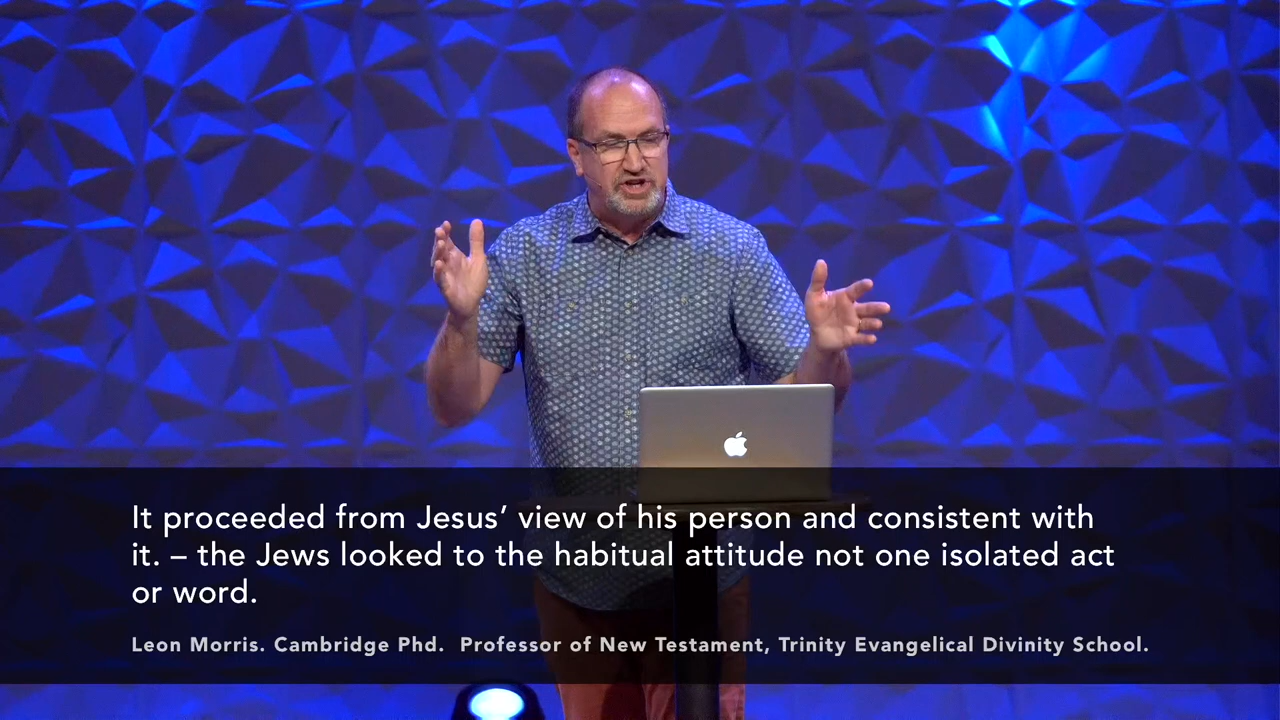 It proceeded from Jesus’ view of his person and consistent with
it. – the Jews looked to the habitual attitude not one isolated act
or word.
Leon Morris. Cambridge Phd.  Professor of New Testament, Trinity Evangelical Divinity School.